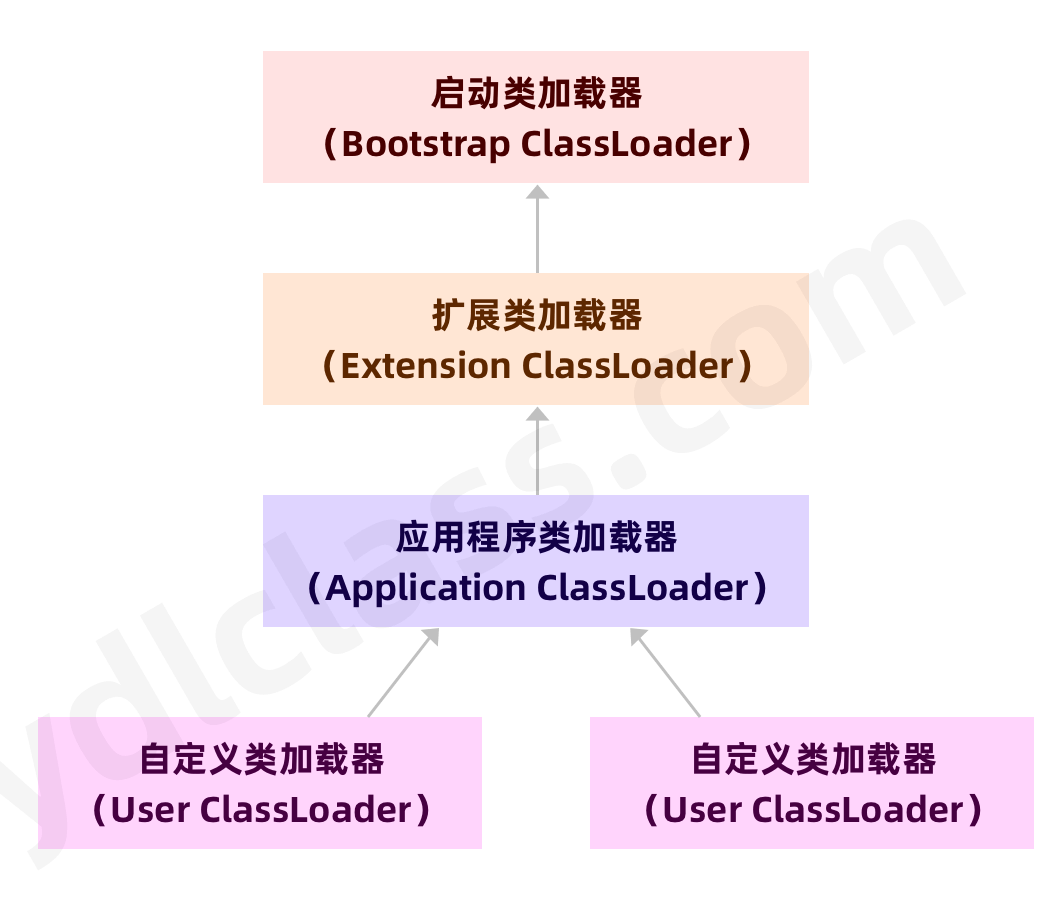 启动类加载器
（Bootstrap ClassLoader）
扩展类加载器
（Extension ClassLoader）
应用程序类加载器
（Application ClassLoader）
自定义类加载器
（User ClassLoader）
自定义类加载器
（User ClassLoader）
ydlclass.com